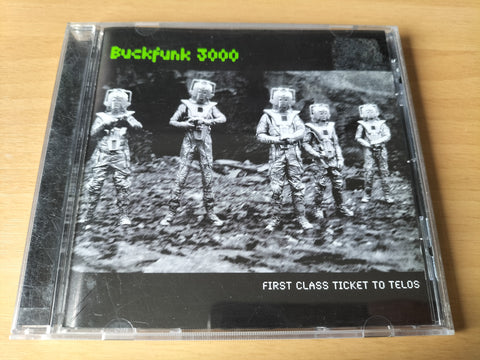 Buckfunk 3000
FIRST CLASS TICKET TO TELOS